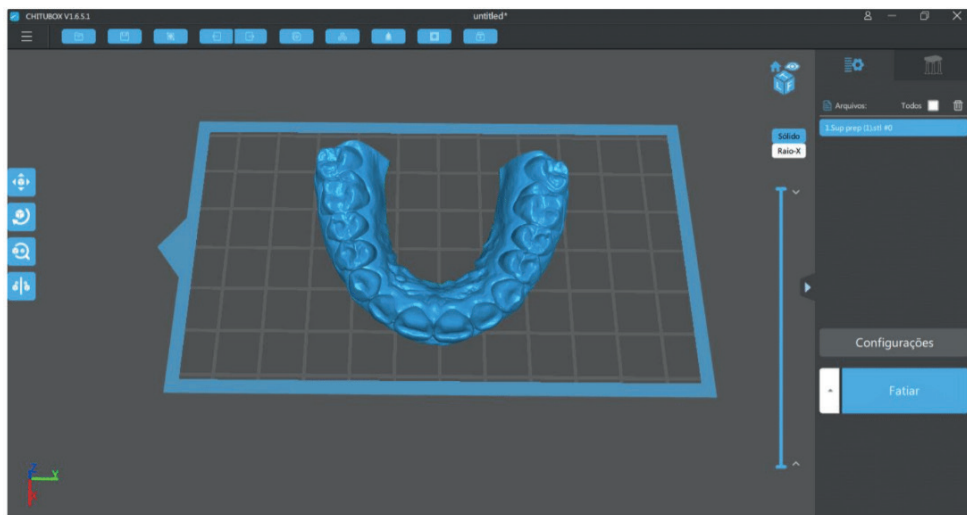 CHITUBOX V1.6.5.1
untitled*
Arquivos:
Todos
1.Sup prep (1).stl #0
Sólido
Raio-X
Configurações
Fatiar
Z
Y